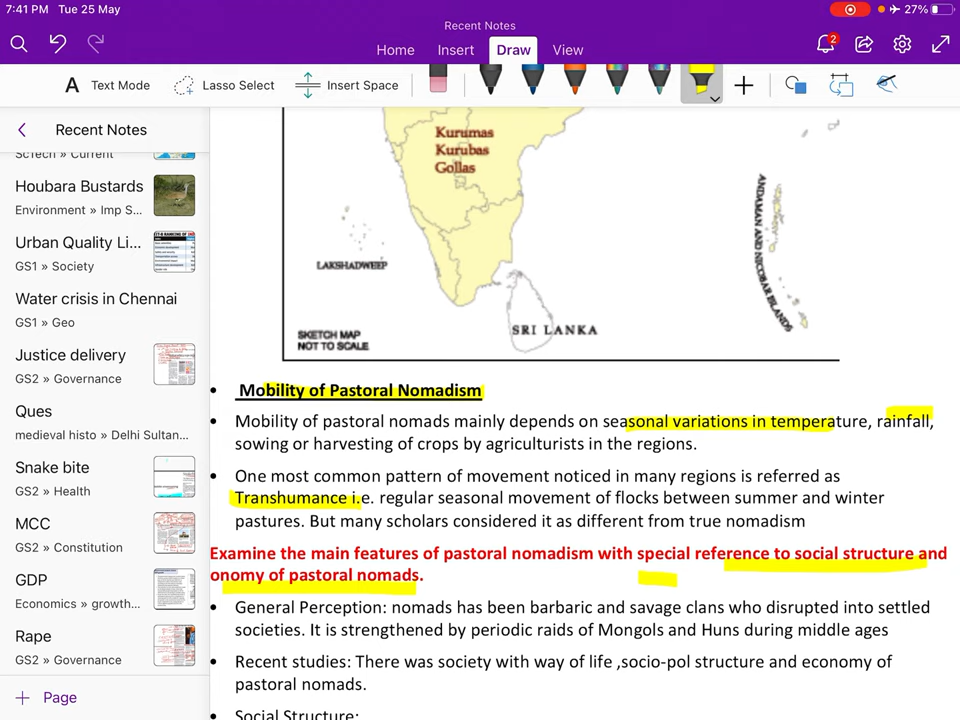 7:41 PM Tue 25 May
27%
Recent Notes
Home Insert Draw View
2
A Text Mode Lasso Select Insert Space
Recent Notes
SciTech » Current
Houbara Bustards
Environment » Imp S...
Urban Quality Li...
GS1 » Society
Water crisis in Chennai
GS1 » Geo
Justice delivery
GS2 » Governance
Ques
medieval histo » Delhi Sultan...
Snake bite
GS2 » Health
MCC
GS2 » Constitution
GDP
Economics » growth...
Rape
GS2 » Governance
+ Page
Kurumas
Kurubas
Gollas
LAKSHADWEEP
ANDAMAN AND NICOBAR ISLANDS
SRI LANKA
SKETCH MAP
NOT TO SCALE
• Mobility of Pastoral Nomadism
• Mobility of pastoral nomads mainly depends on seasonal variations in temperature, rainfall,
sowing or harvesting of crops by agriculturists in the regions.
• One most common pattern of movement noticed in many regions is referred as
Transhumance i.e. regular seasonal movement of flocks between summer and winter
pastures. But many scholars considered it as different from true nomadism
Examine the main features of pastoral nomadism with special reference to social structure and
onomy of pastoral nomads.
• General Perception: nomads has been barbaric and savage clans who disrupted into settled
societies. It is strengthened by periodic raids of Mongols and Huns during middle ages
• Recent studies: There was society with way of life ,socio-pol structure and economy of
pastoral nomads.
• Social Structure: